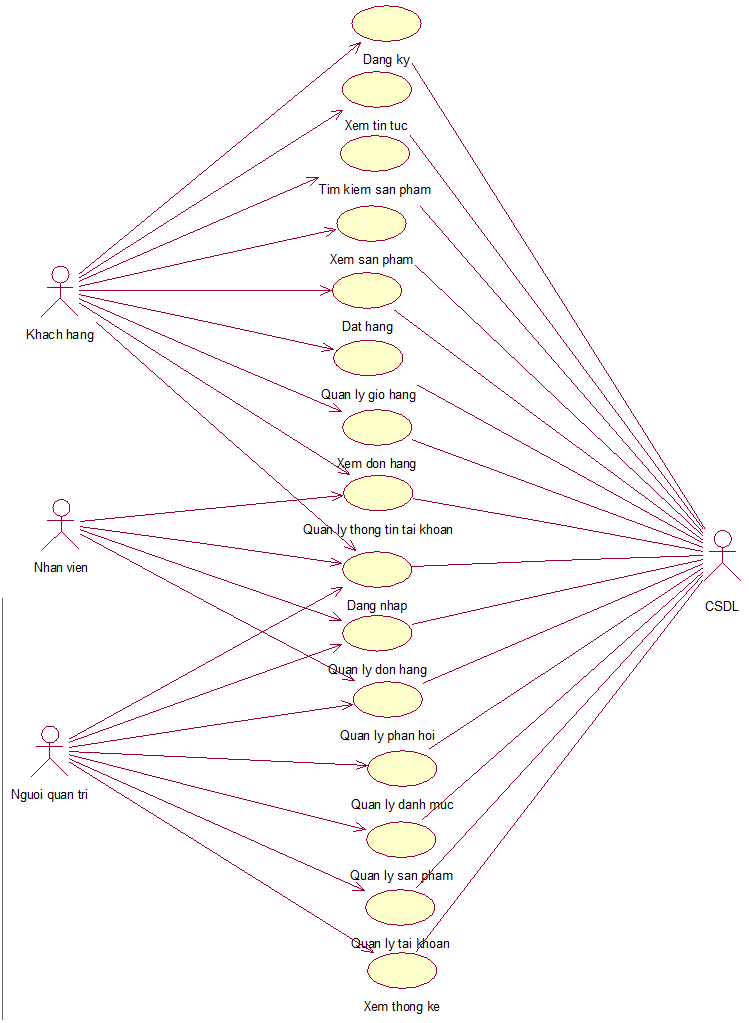 Dang ky
Xem tin tuc
Tim kiem san pham
Xem san pham
Khach hang
Dat hang
Quan ly gio hang
Xem don hang
Quan ly thong tin tai khoan
Nhan vien
Dang nhap
CSDL
Quan ly don hang
Quan ly phan hoi
Nguoi quan tri
Quan ly danh muc
Quan ly san pham
Quan ly tai khoan
Xem thong ke